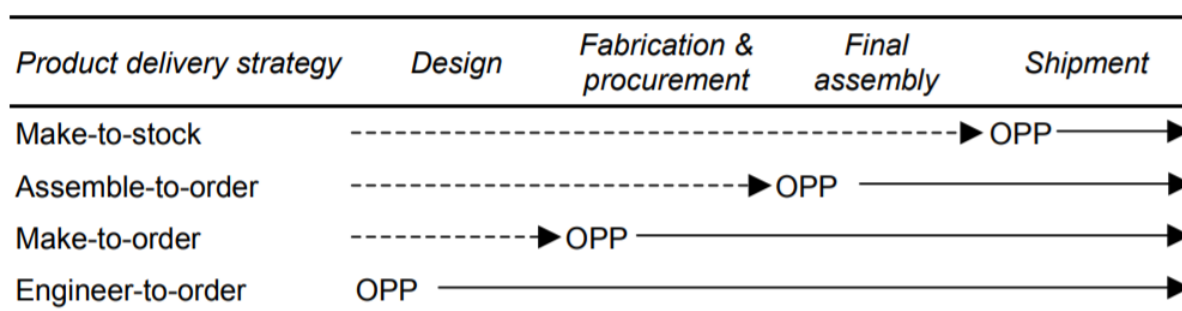 Product delivery strategy Design Fabrication & procurement Final assembly Shipment
Make-to-stock OPP
Assemble-to-order OPP
Make-to-order OPP
Engineer-to-order OPP